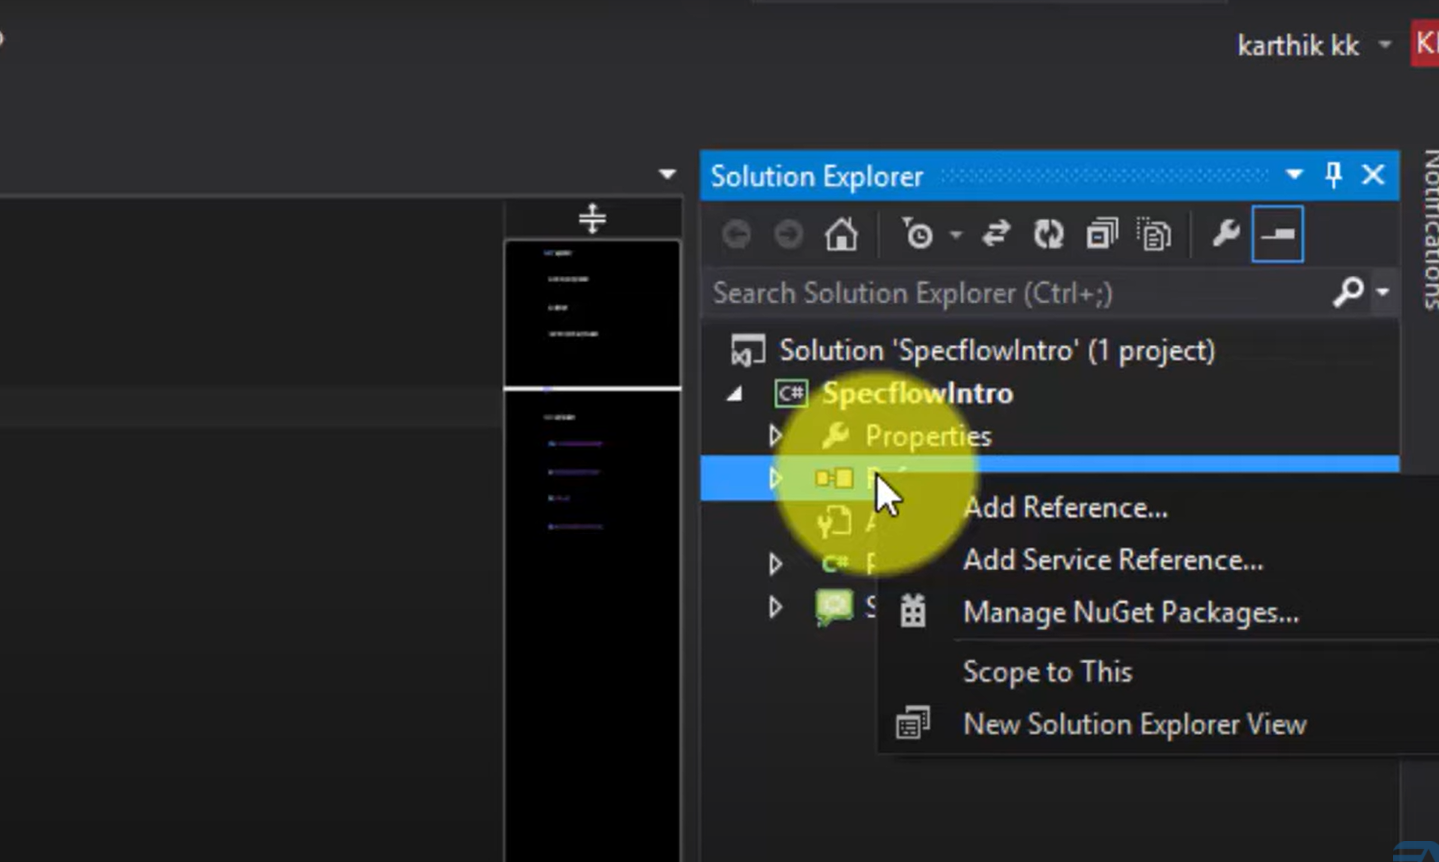 karthik kk
Solution Explorer
Notifications
Search Solution Explorer (Ctrl+;)
Solution 'SpecflowIntro' (1 project)
C# SpecflowIntro
Properties
Add Reference...
Add Service Reference...
C#
Manage NuGet Packages...
Scope to This
New Solution Explorer View